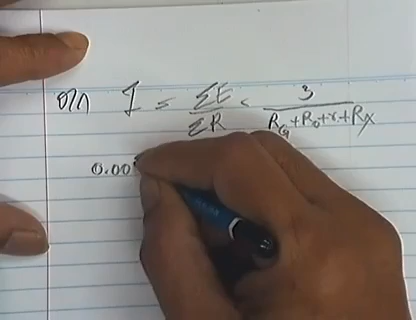 จาก I = ΣE/ΣR = 3/(R_G + R_0 + r + R_X)
0.00